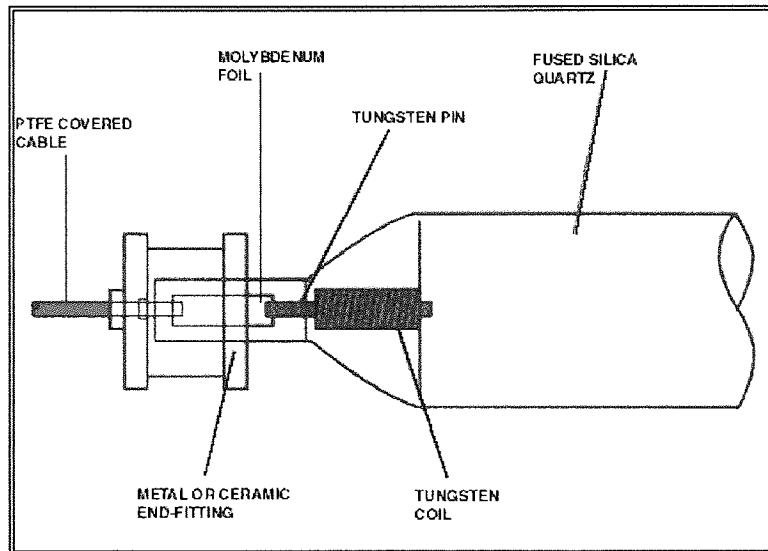 MOLYBDENUM
FOIL
FUSED SILICA
QUARTZ
PTFE COVERED
CABLE
TUNGSTEN PIN
METAL OR CERAMIC
END-FITTING
TUNGSTEN
COIL